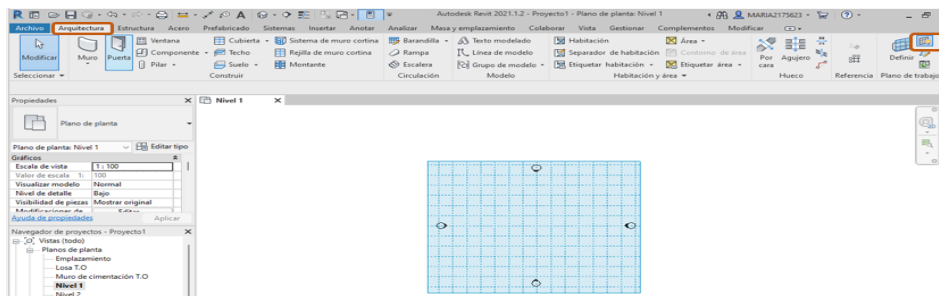 Autodesk Revit 2021.1.2 - Proyecto1 - Plano de planta: Nivel 1
MARIA2175623
Archivo Arquitectura Estructura Acero Prefabricado Sistemas Insertar Anotar Analizar Masa y emplazamiento Colaborar Vista Gestionar Complementos Modificar
Modificar
Muro
Puerta
Ventana
Componente
Pilar
Cubierta
Techo
Suelo
Sistema de muro cortina
Rejilla de muro cortina
Montante
Barandilla
Rampa
Escalera
Texto modelado
Línea de modelo
Grupo de modelo
Habitación
Separador de habitación
Etiquetar habitación
Área
Contorno de área
Etiquetar área
Por cara
Agujero
Definir
Seleccionar
Construir
Circulación
Modelo
Habitación y área
Hueco
Referencia
Plano de trabajo
Propiedades
Nivel 1
Plano de planta
Plano de planta: Nivel 1
Editar tipo
Gráficos
Escala de vista 1 : 100
Valor de escala 1: 100
Visualizar modelo Normal
Nivel de detalle Bajo
Visibilidad de piezas Mostrar original
Modificaciones de Editar
Ayuda de propiedades
Aplicar
Navegador de proyectos - Proyecto1
Vistas (todo)
Planos de planta
Emplazamiento
Losa T.O
Muro de cimentación T.O
Nivel 1
Nivel 2